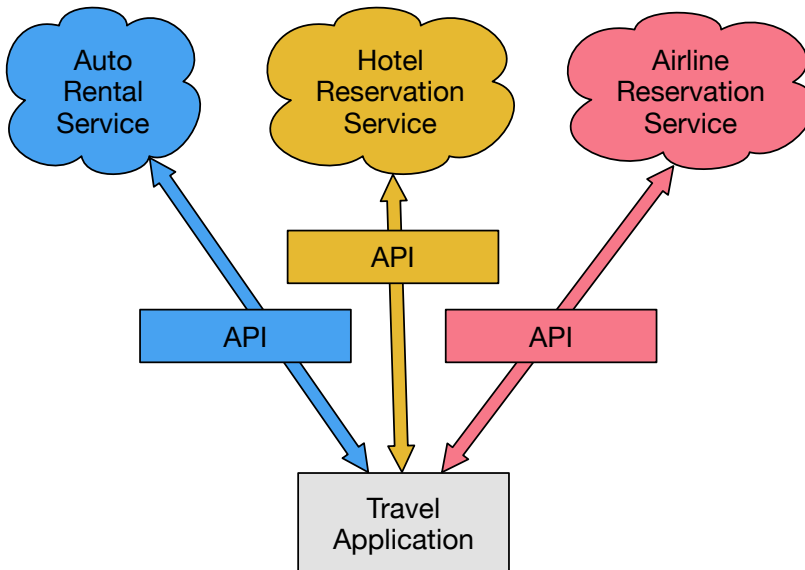 Auto
Rental
Service
Hotel
Reservation
Service
Airline
Reservation
Service
API
API
API
Travel
Application